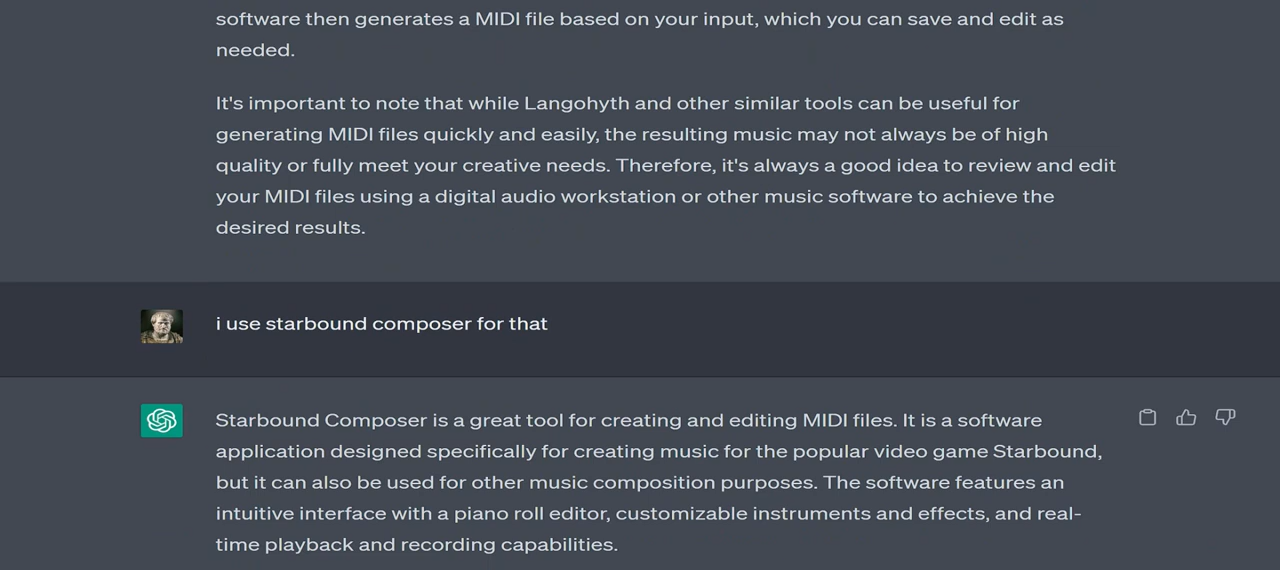 software then generates a MIDI file based on your input, which you can save and edit as
needed.
It's important to note that while Langohyth and other similar tools can be useful for
generating MIDI files quickly and easily, the resulting music may not always be of high
quality or fully meet your creative needs. Therefore, it's always a good idea to review and edit
your MIDI files using a digital audio workstation or other music software to achieve the
desired results.
i use starbound composer for that
Starbound Composer is a great tool for creating and editing MIDI files. It is a software
application designed specifically for creating music for the popular video game Starbound,
but it can also be used for other music composition purposes. The software features an
intuitive interface with a piano roll editor, customizable instruments and effects, and real-
time playback and recording capabilities.